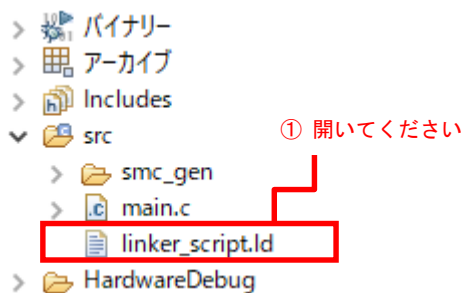 バイナリー
アーカイブ
Includes
src
① 開いてください
smc_gen
main.c
linker_script.ld
HardwareDebug